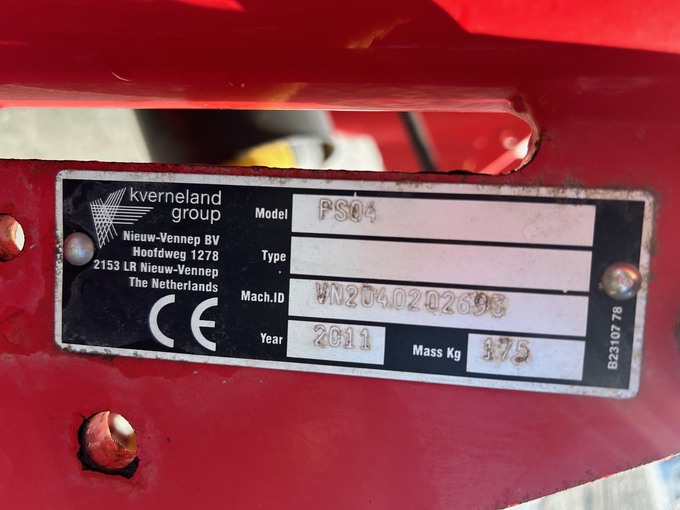 kverneland
group
Nieuw-Vennep BV
Hoofdweg 1278
2153 LR Nieuw-Vennep
The Netherlands
CE
Model PS04
Type
Mach.ID
Year 2011
Mass Kg 175
B23107 78